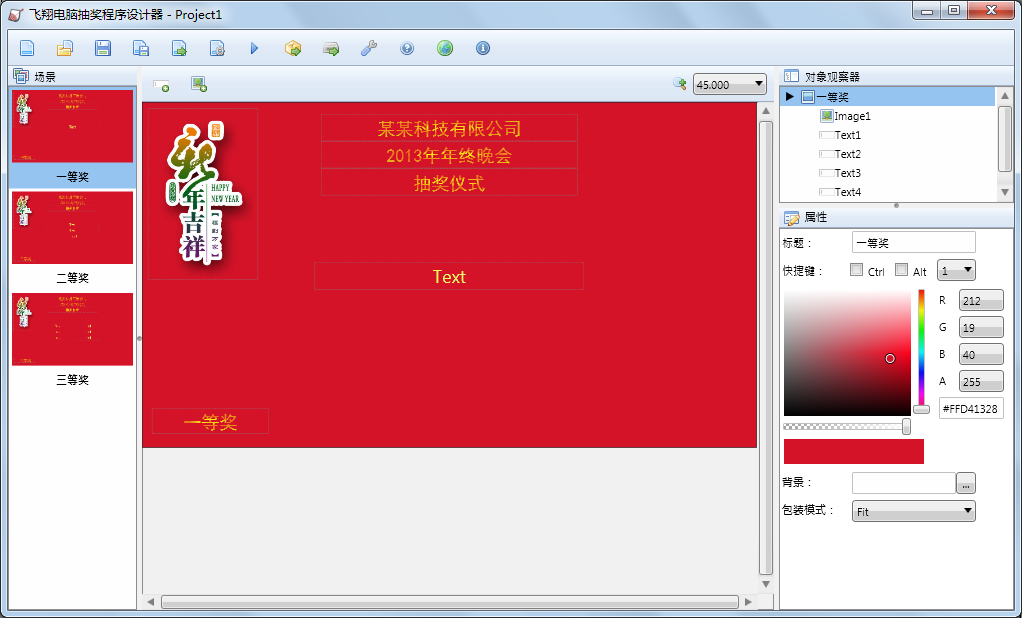 飞翔电脑抽奖程序设计器 - Project1
场景
一等奖
二等奖
三等奖
45.000
某某科技有限公司
2013年年终晚会
抽奖仪式
HAPPY
NEW YEAR
年
吉
祥
Text
一等奖
对象观察器
一等奖
Image1
Text1
Text2
Text3
Text4
属性
标题：
一等奖
快捷键：
Ctrl
Alt
1
R
212
G
19
B
40
A
255
#FFD41328
背景：
...
包装模式：
Fit